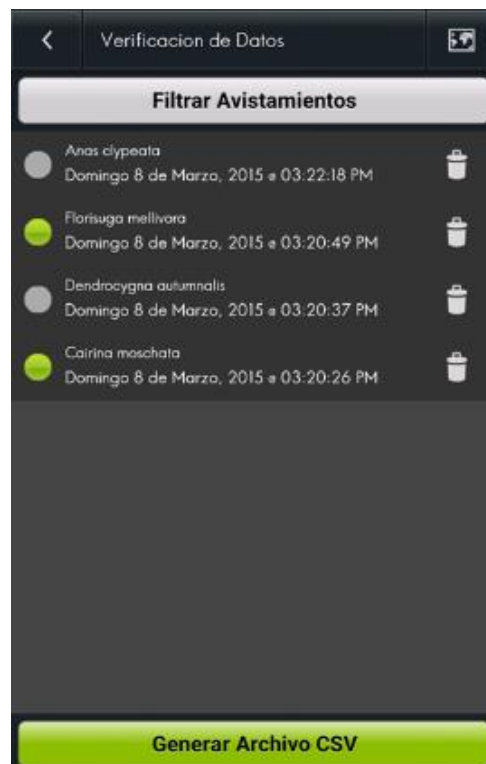 Verificacion de Datos
Filtrar Avistamientos
Anas clypeata
Domingo 8 de Marzo, 2015 a 03:22:18 PM
Florisuga mellivora
Domingo 8 de Marzo, 2015 a 03:20:49 PM
Dendrocygna autumnalis
Domingo 8 de Marzo, 2015 a 03:20:37 PM
Cairina moschata
Domingo 8 de Marzo, 2015 a 03:20:26 PM
Generar Archivo CSV